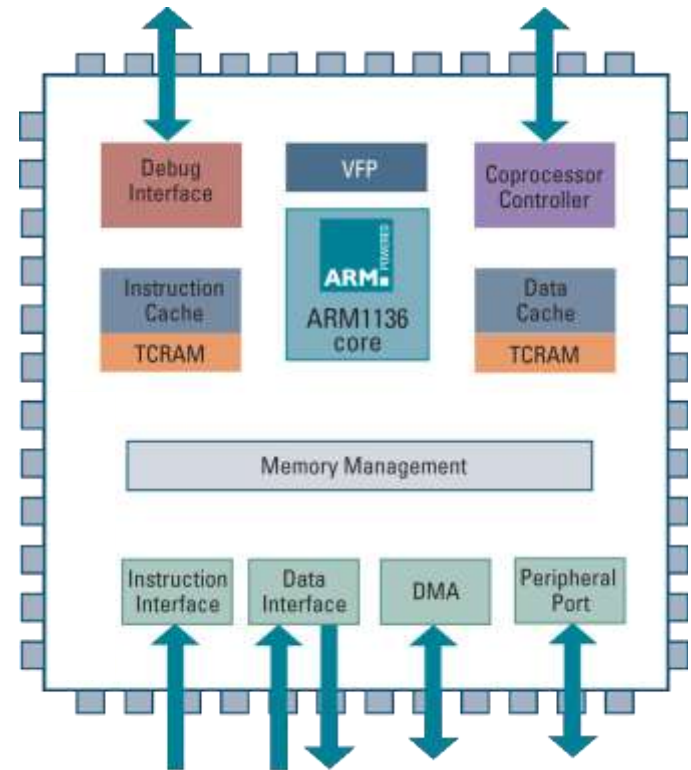 Debug
Interface
VFP
Coprocessor
Controller
ARM
POWERED
ARM1136
core
Instruction
Cache
TCRAM
Data
Cache
TCRAM
Memory Management
Instruction
Interface
Data
Interface
DMA
Peripheral
Port